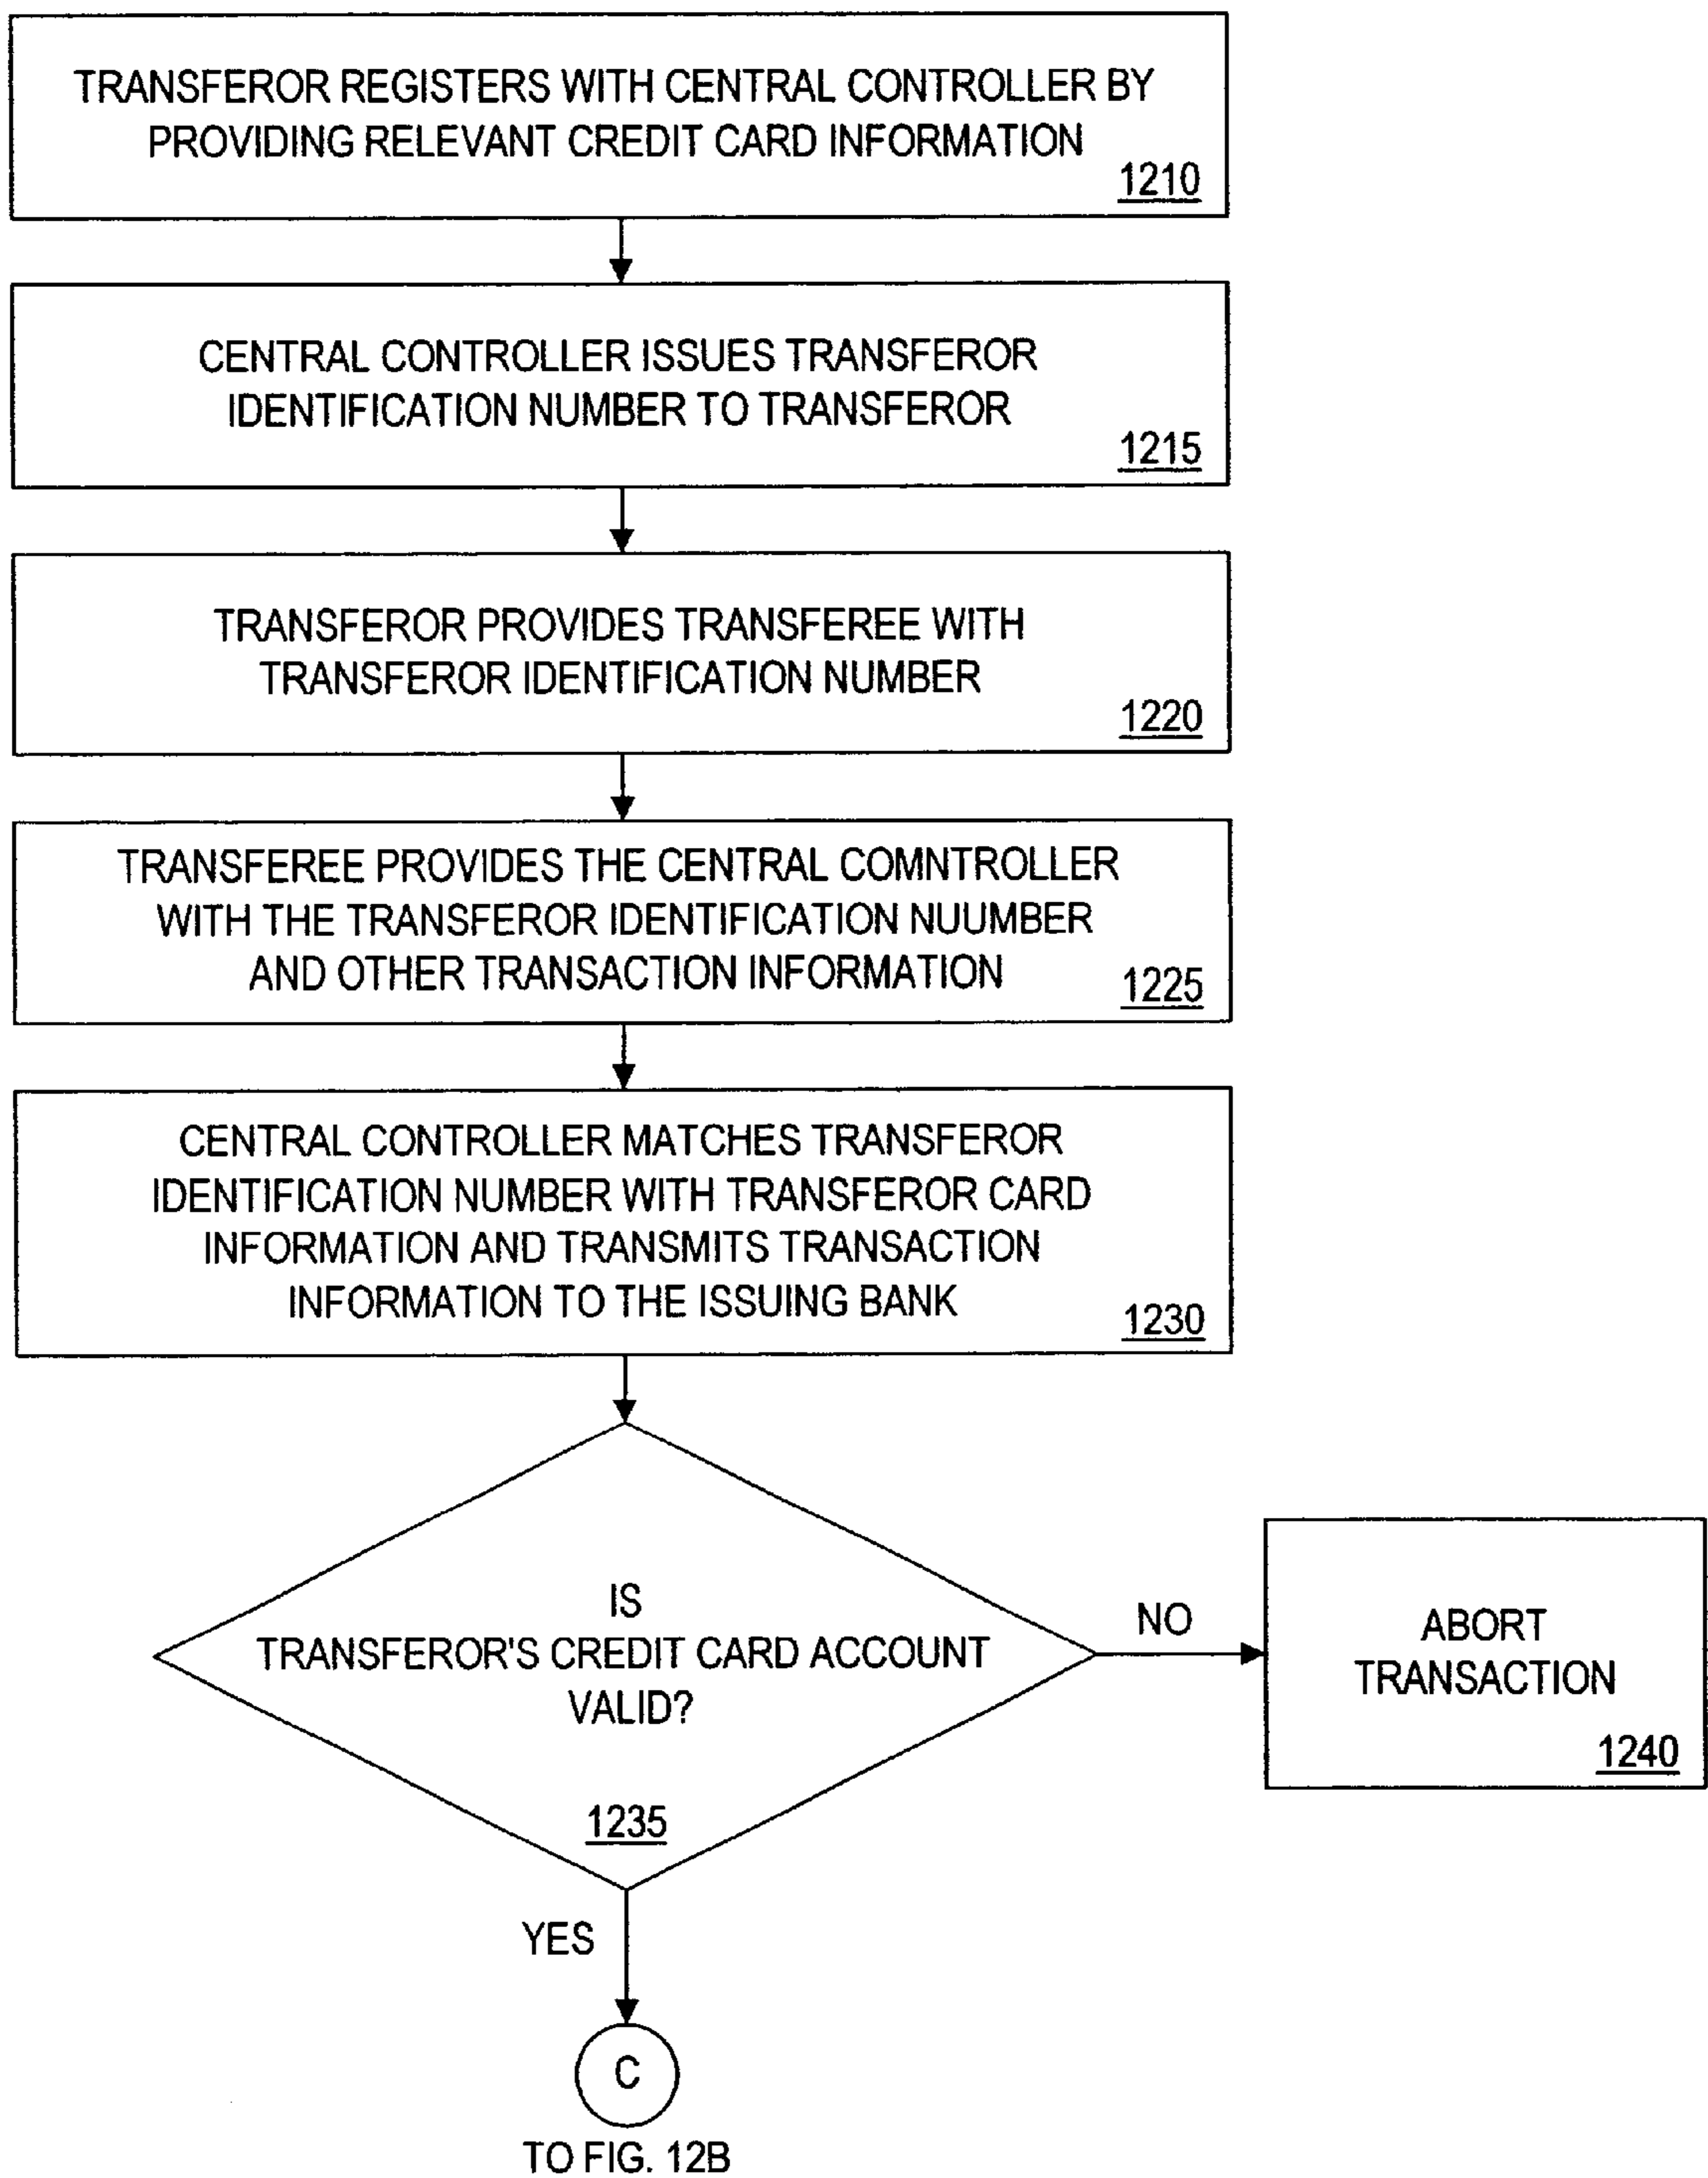 TRANSFEROR REGISTERS WITH CENTRAL CONTROLLER BY
PROVIDING RELEVANT CREDIT CARD INFORMATION
1210
CENTRAL CONTROLLER ISSUES TRANSFEROR
IDENTIFICATION NUMBER TO TRANSFEROR
1215
TRANSFEROR PROVIDES TRANSFEREE WITH
TRANSFEROR IDENTIFICATION NUMBER
1220
TRANSFEREE PROVIDES THE CENTRAL COMNTROLLER
WITH THE TRANSFEROR IDENTIFICATION NUUMBER
AND OTHER TRANSACTION INFORMATION
1225
CENTRAL CONTROLLER MATCHES TRANSFEROR
IDENTIFICATION NUMBER WITH TRANSFEROR CARD
INFORMATION AND TRANSMITS TRANSACTION
INFORMATION TO THE ISSUING BANK
1230
IS
TRANSFEROR'S CREDIT CARD ACCOUNT
VALID?
1235
NO
ABORT
TRANSACTION
1240
YES
C
TO FIG. 12B